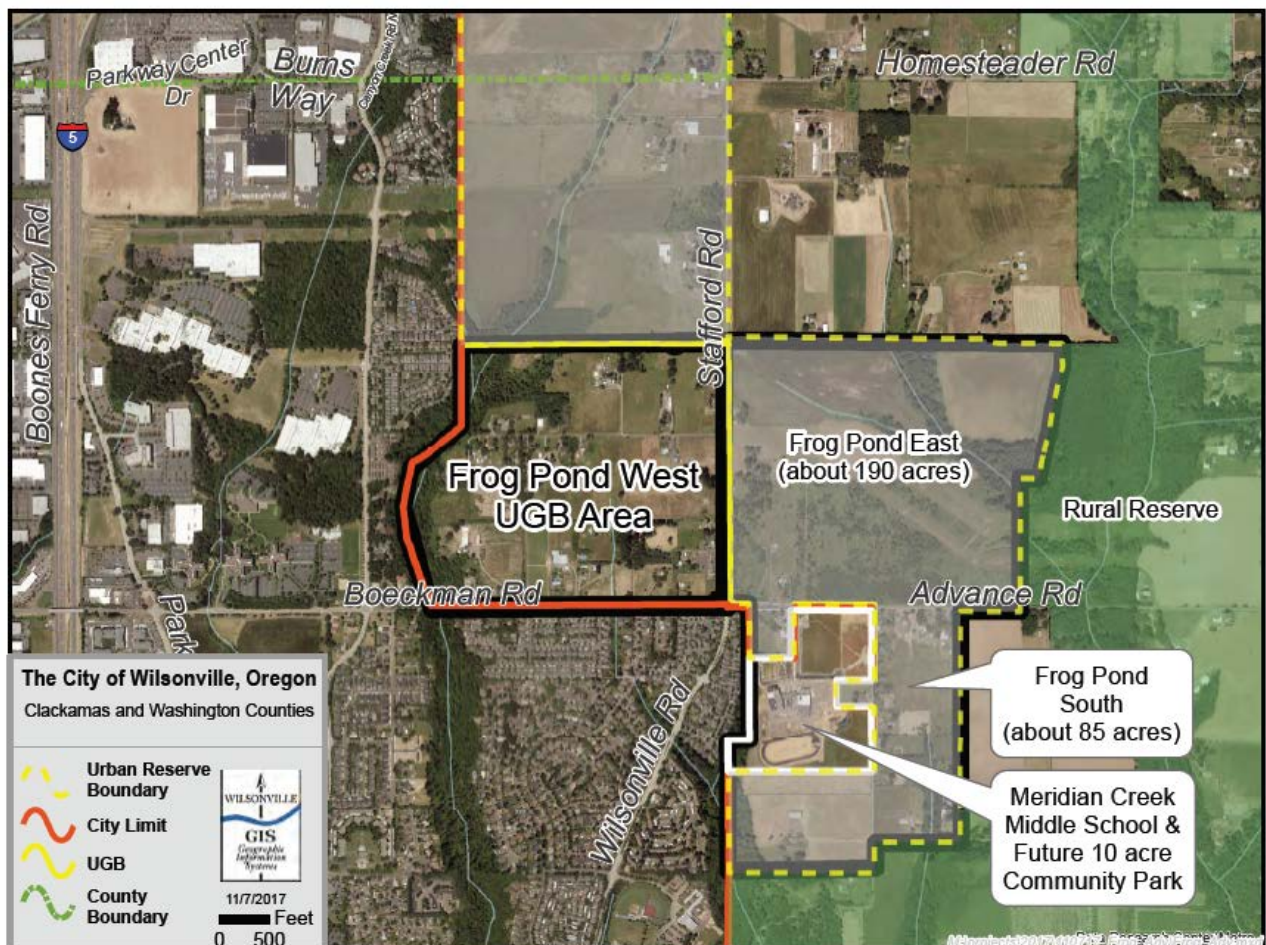 Parkway Center
Dr
Burns
Way
Canyon Creek Rd N
Homesteader Rd
5
Boones Ferry Rd
Stafford Rd
Frog Pond West
UGB Area
Frog Pond East
(about 190 acres)
Rural Reserve
Boeckman Rd
Advance Rd
Park
Wilsonville Rd
Frog Pond
South
(about 85 acres)
Meridian Creek
Middle School &
Future 10 acre
Community Park
The City of Wilsonville, Oregon
Clackamas and Washington Counties
Urban Reserve
Boundary
City Limit
UGB
County
Boundary
WILSONVILLE
GIS
Geographic
Information
Systems
11/7/2017
Feet
0 500